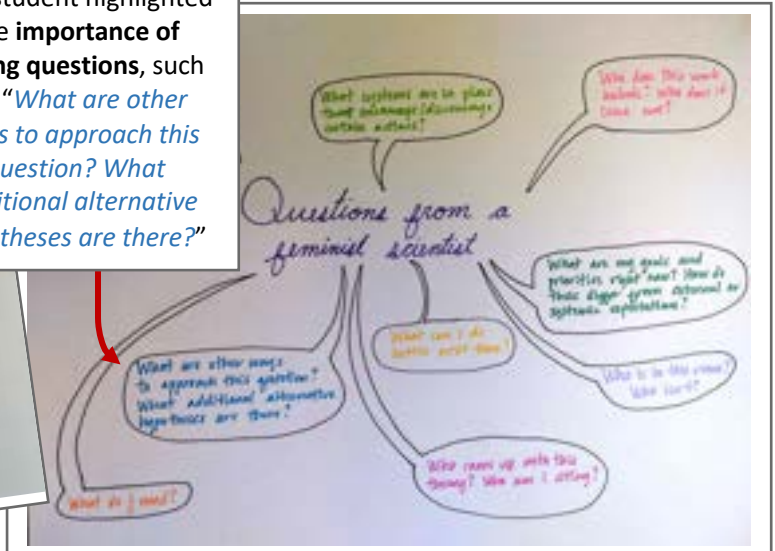 student highlighted
e importance of
ng questions, such
“What are other
s to approach this
uestion? What
itional alternative
theses are there?”
What systems are in place
that advantage/disadvantage
certain actors?
Who does this work
include? Who does it
leave out?
Questions from a
feminist scientist
What are my goals and
priorities right now? How do
these differ from external or
systemic expectations?
What can I do
better next time?
What are other ways
to approach this question?
What additional alternative
hypotheses are there?
Who is in this room?
Who isn't?
Who came up with this
theory? Who am I citing?
What do I need?